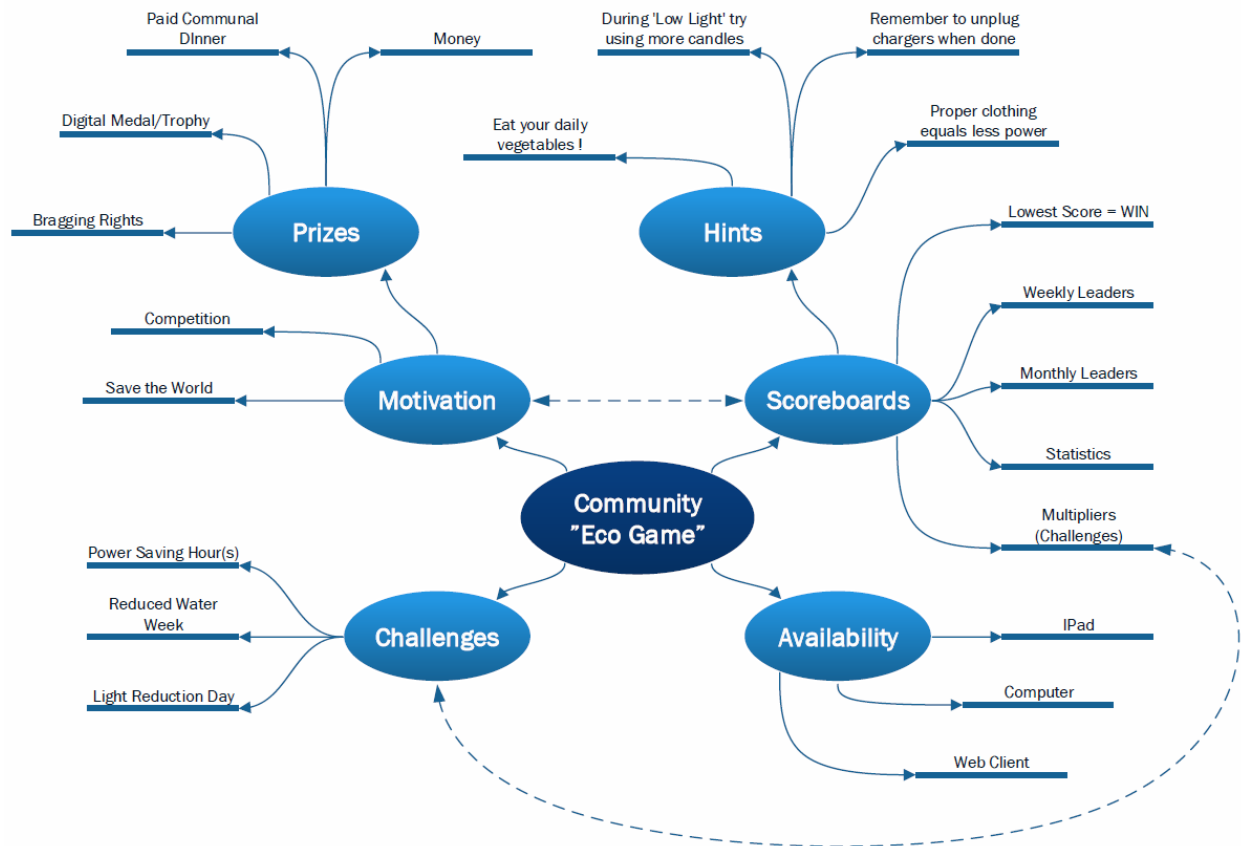 Paid Communal
DInner
Money
During 'Low Light' try
using more candles
Remember to unplug
chargers when done
Digital Medal/Trophy
Eat your daily
vegetables !
Proper clothing
equals less power
Bragging Rights
Prizes
Hints
Lowest Score = WIN
Competition
Weekly Leaders
Save the World
Motivation
Scoreboards
Monthly Leaders
Statistics
Community
"Eco Game"
Multipliers
(Challenges)
Power Saving Hour(s)
Reduced Water
Week
Challenges
Availability
IPad
Light Reduction Day
Computer
Web Client